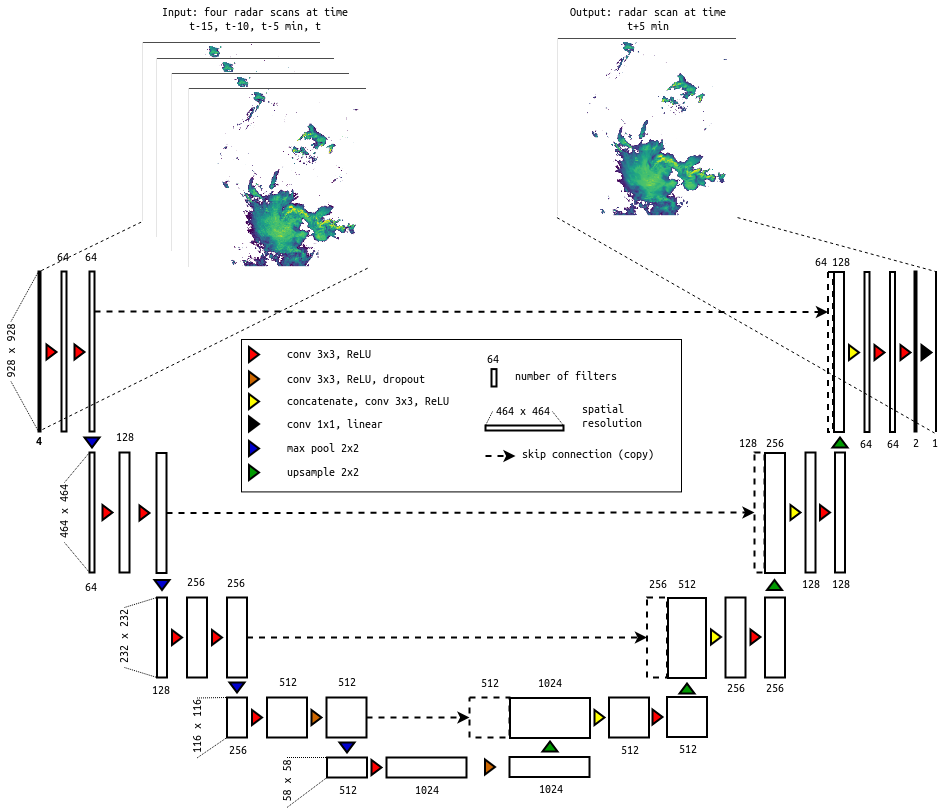 Input: four radar scans at time
t-15, t-10, t-5 min, t
Output: radar scan at time
t+5 min
64 64
64 128
928 x 928
4
64 64 2 1
conv 3x3, ReLU
conv 3x3, ReLU, dropout
concatenate, conv 3x3, ReLU
conv 1x1, linear
max pool 2x2
upsample 2x2
64
number of filters
464 x 464
spatial
resolution
skip connection (copy)
128
128 256
464 x 464
64
128 128
256 256
256 512
232 x 232
128
256 256
512 512
512 1024
116 x 116
256
512 512
58 x 58
512 1024 1024